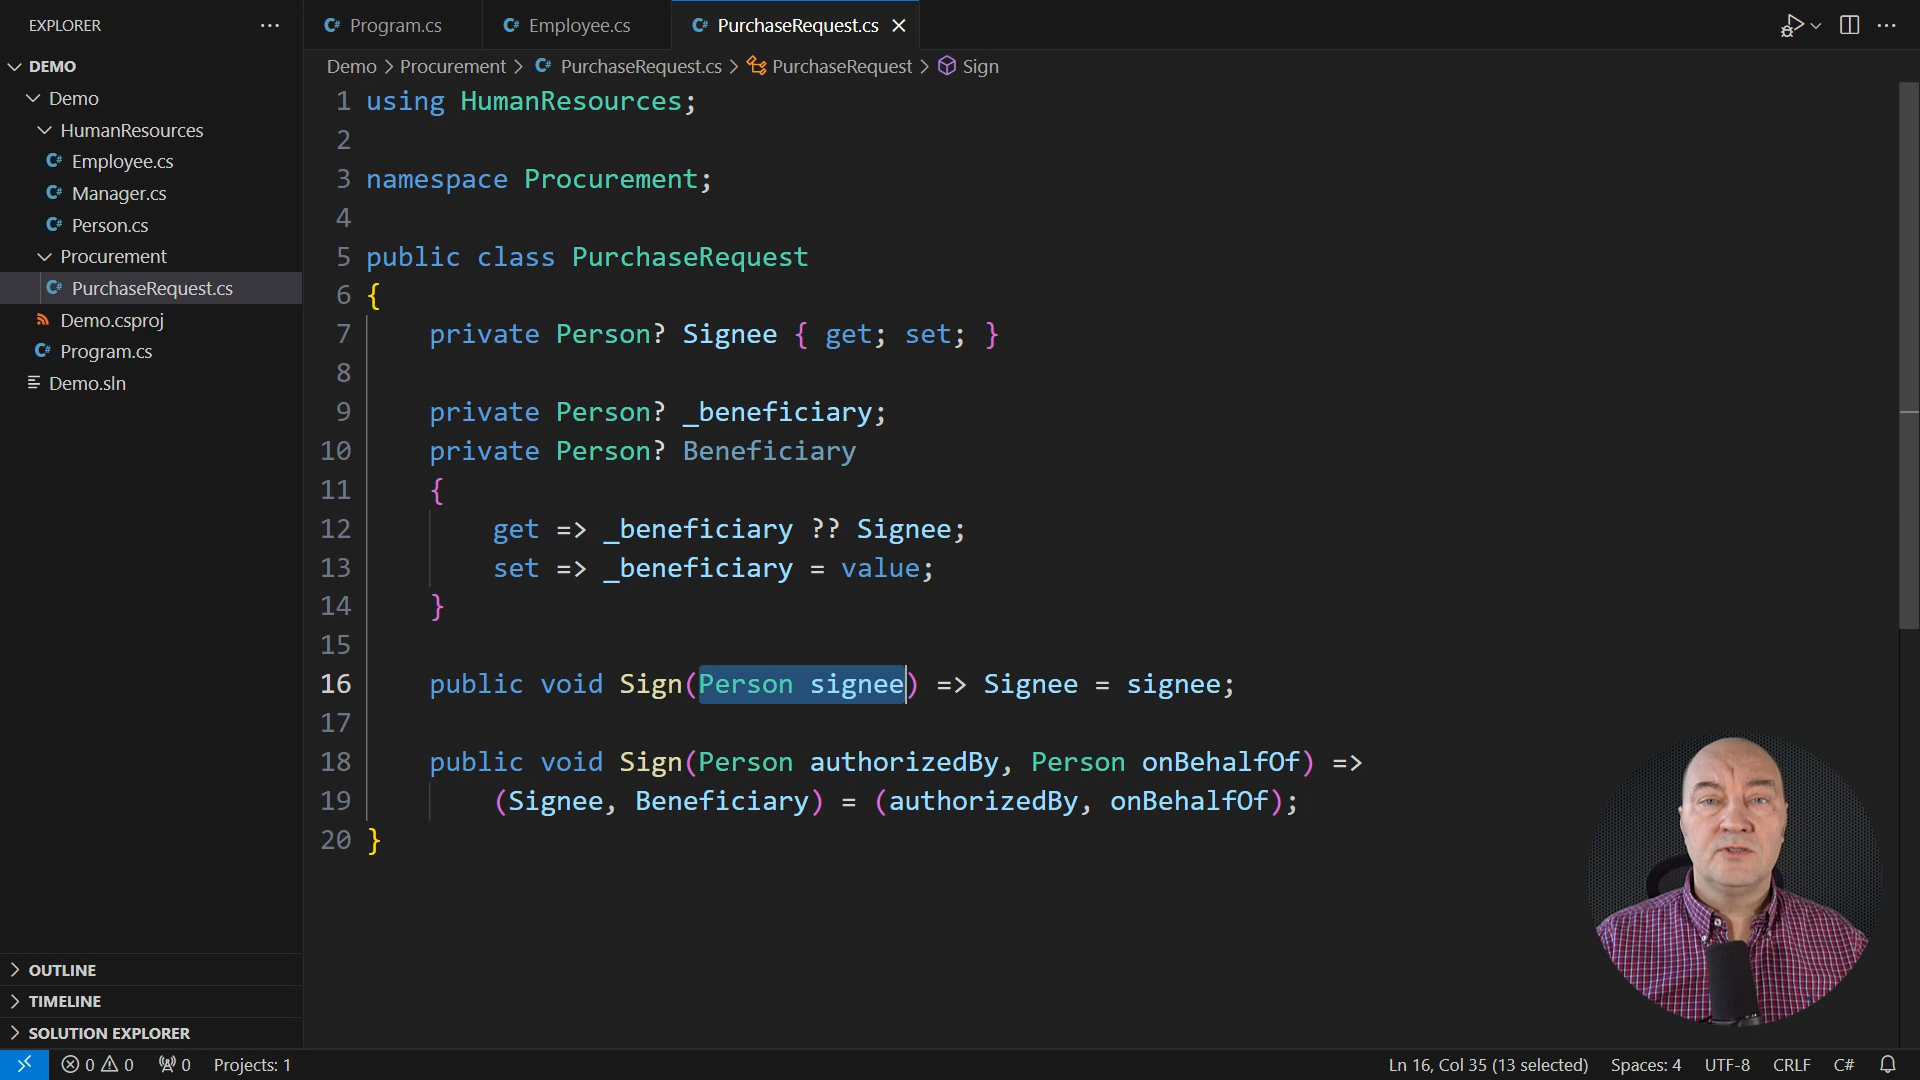 EXPLORER
DEMO
Demo
HumanResources
C# Employee.cs
C# Manager.cs
C# Person.cs
Procurement
C# PurchaseRequest.cs
Demo.csproj
C# Program.cs
Demo.sln
OUTLINE
TIMELINE
SOLUTION EXPLORER
C# Program.cs
C# Employee.cs
C# PurchaseRequest.cs
Demo > Procurement > C# PurchaseRequest.cs > PurchaseRequest > Sign
1 using HumanResources;
2
3 namespace Procurement;
4
5 public class PurchaseRequest
6 {
7 private Person? Signee { get; set; }
8
9 private Person? _beneficiary;
10 private Person? Beneficiary
11 {
12 get => _beneficiary ?? Signee;
13 set => _beneficiary = value;
14 }
15
16 public void Sign(Person signee) => Signee = signee;
17
18 public void Sign(Person authorizedBy, Person onBehalfOf) =>
19 (Signee, Beneficiary) = (authorizedBy, onBehalfOf);
20 }
0 0 0 Projects: 1 Ln 16, Col 35 (13 selected) Spaces: 4 UTF-8 CRLF C#